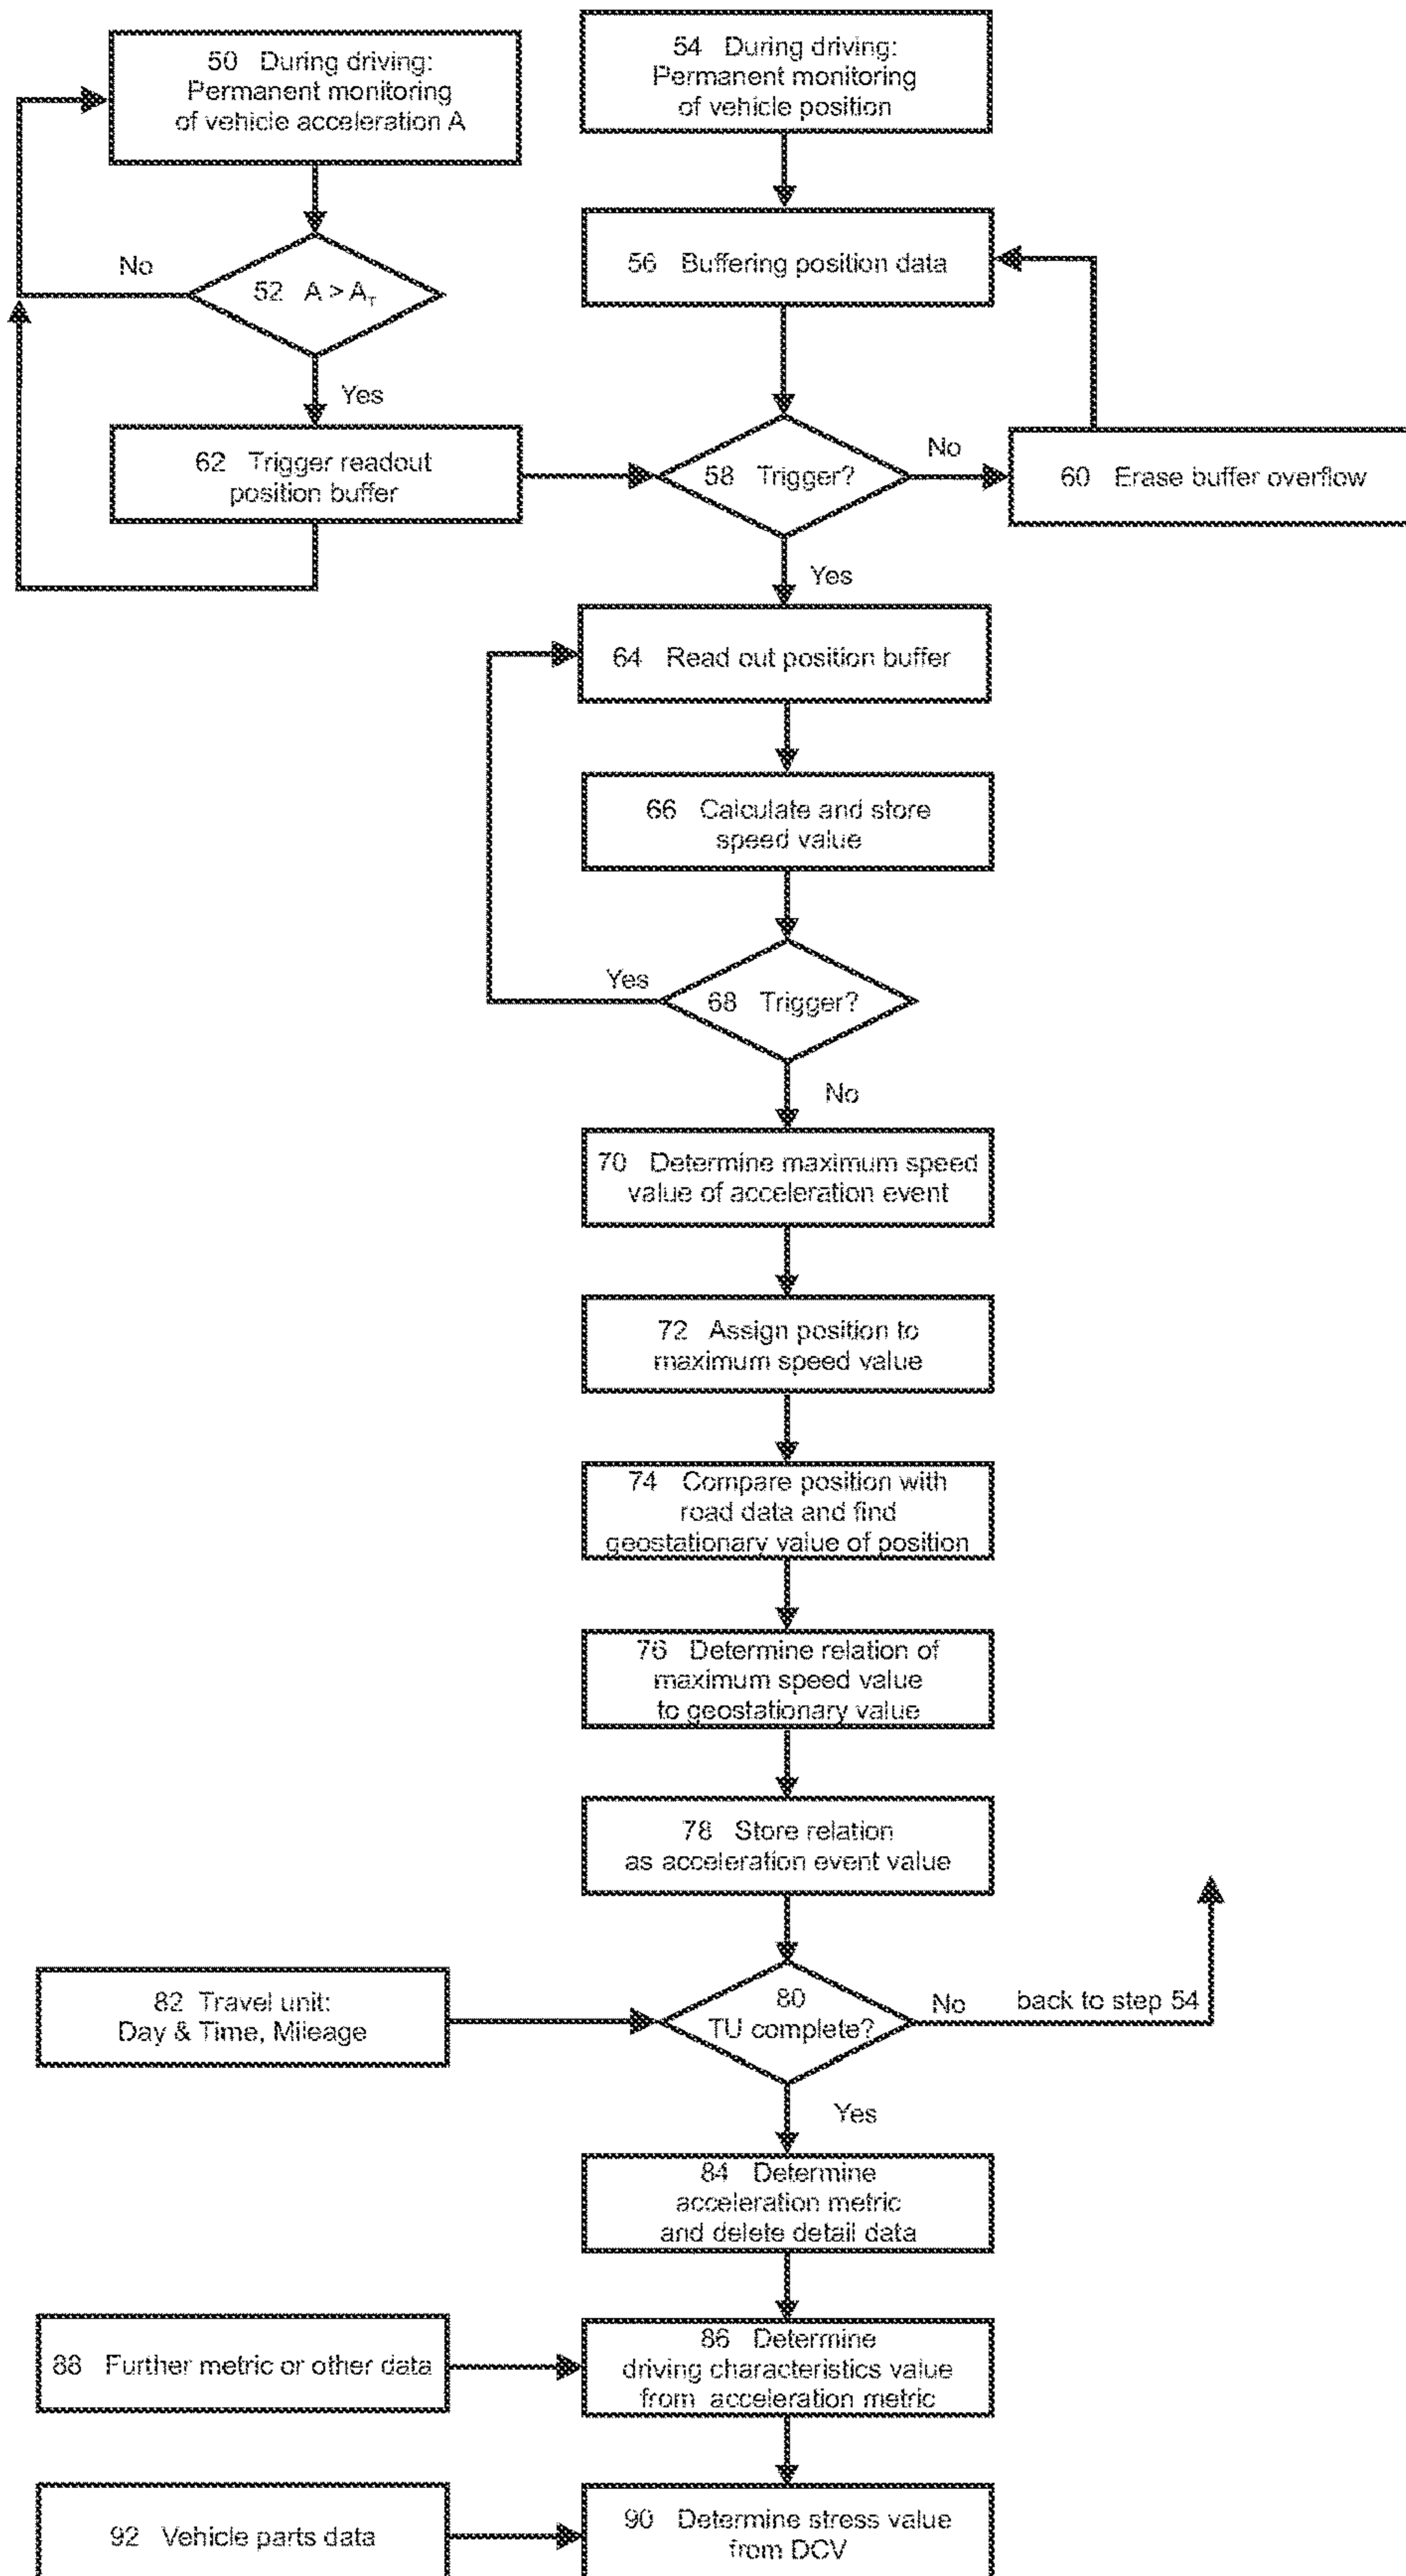 50 During driving:
Permanent monitoring
of vehicle acceleration A
54 During driving:
Permanent monitoring
of vehicle position
No
52 A > A_T
56 Buffering position data
Yes
62 Trigger readout
position buffer
58 Trigger?
No
60 Erase buffer overflow
Yes
64 Read out position buffer
66 Calculate and store
speed value
Yes
68 Trigger?
No
70 Determine maximum speed
value of acceleration event
72 Assign position to
maximum speed value
74 Compare position with
road data and find
geostationary value of position
76 Determine relation of
maximum speed value
to geostationary value
78 Store relation
as acceleration event value
82 Travel unit:
Day & Time, Mileage
80
TU complete?
No
back to step 54
Yes
84 Determine
acceleration metric
and delete detail data
88 Further metric or other data
86 Determine
driving characteristics value
from acceleration metric
92 Vehicle parts data
90 Determine stress value
from DCV